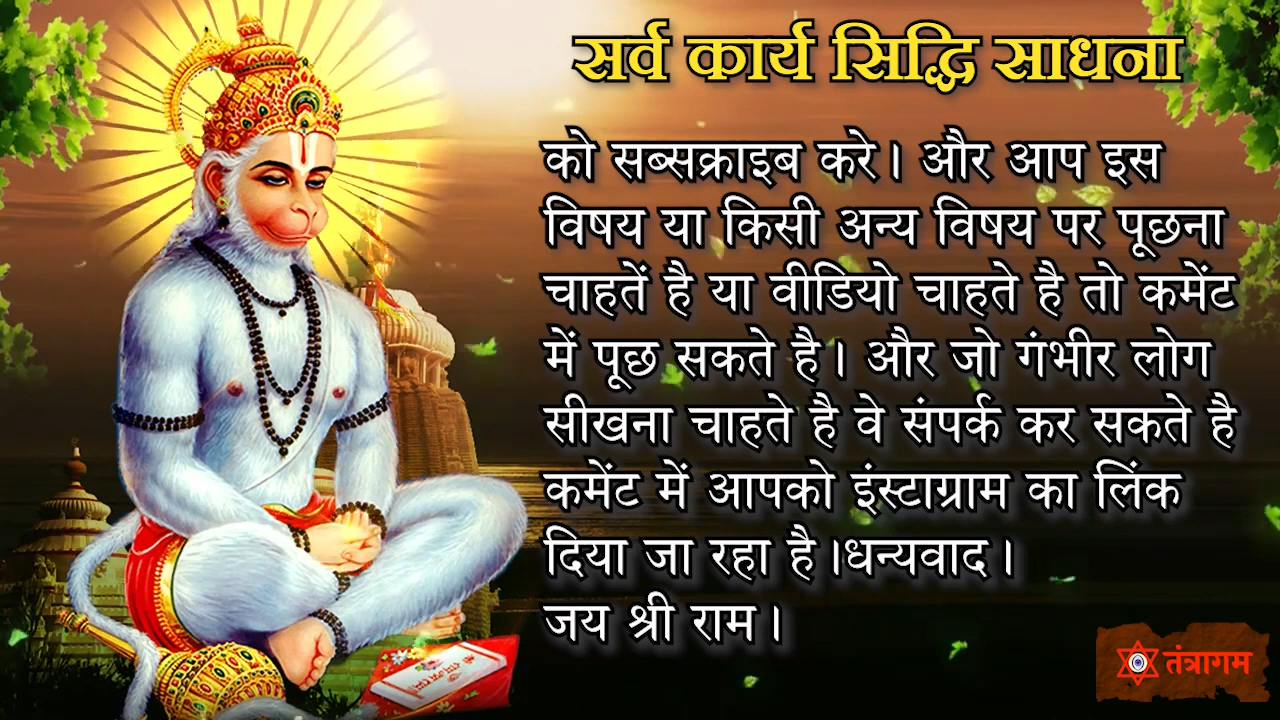 सर्व कार्य सिद्धि साधना
को सब्सक्राइब करे। और आप इस
विषय या किसी अन्य विषय पर पूछना
चाहतें है या वीडियो चाहते है तो कमेंट
में पूछ सकते है। और जो गंभीर लोग
सीखना चाहते है वे संपर्क कर सकते है
कमेंट में आपको इंस्टाग्राम का लिंक
दिया जा रहा है।धन्यवाद।
जय श्री राम।
तंत्रागम